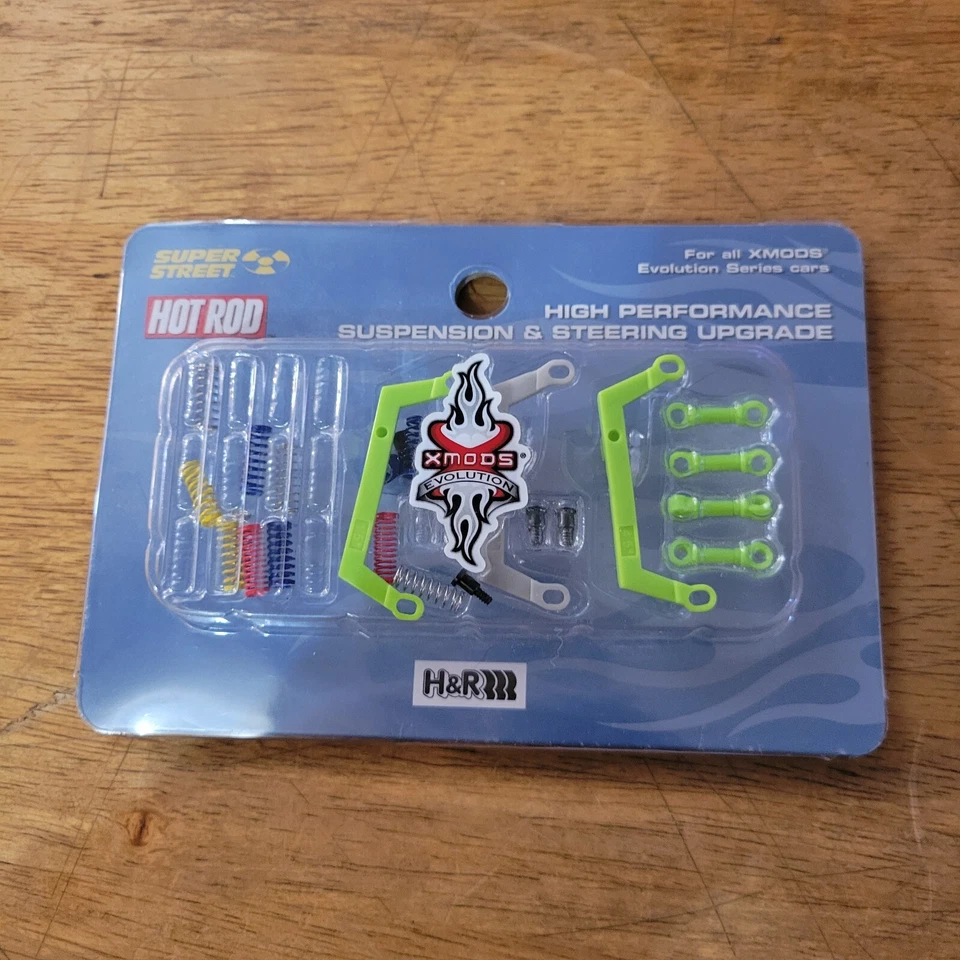 SUPER
STREET
HOT ROD
For all XMODS
Evolution Series cars
HIGH PERFORMANCE
SUSPENSION & STEERING UPGRADE
XMODS®
EVOLUTION
H&R